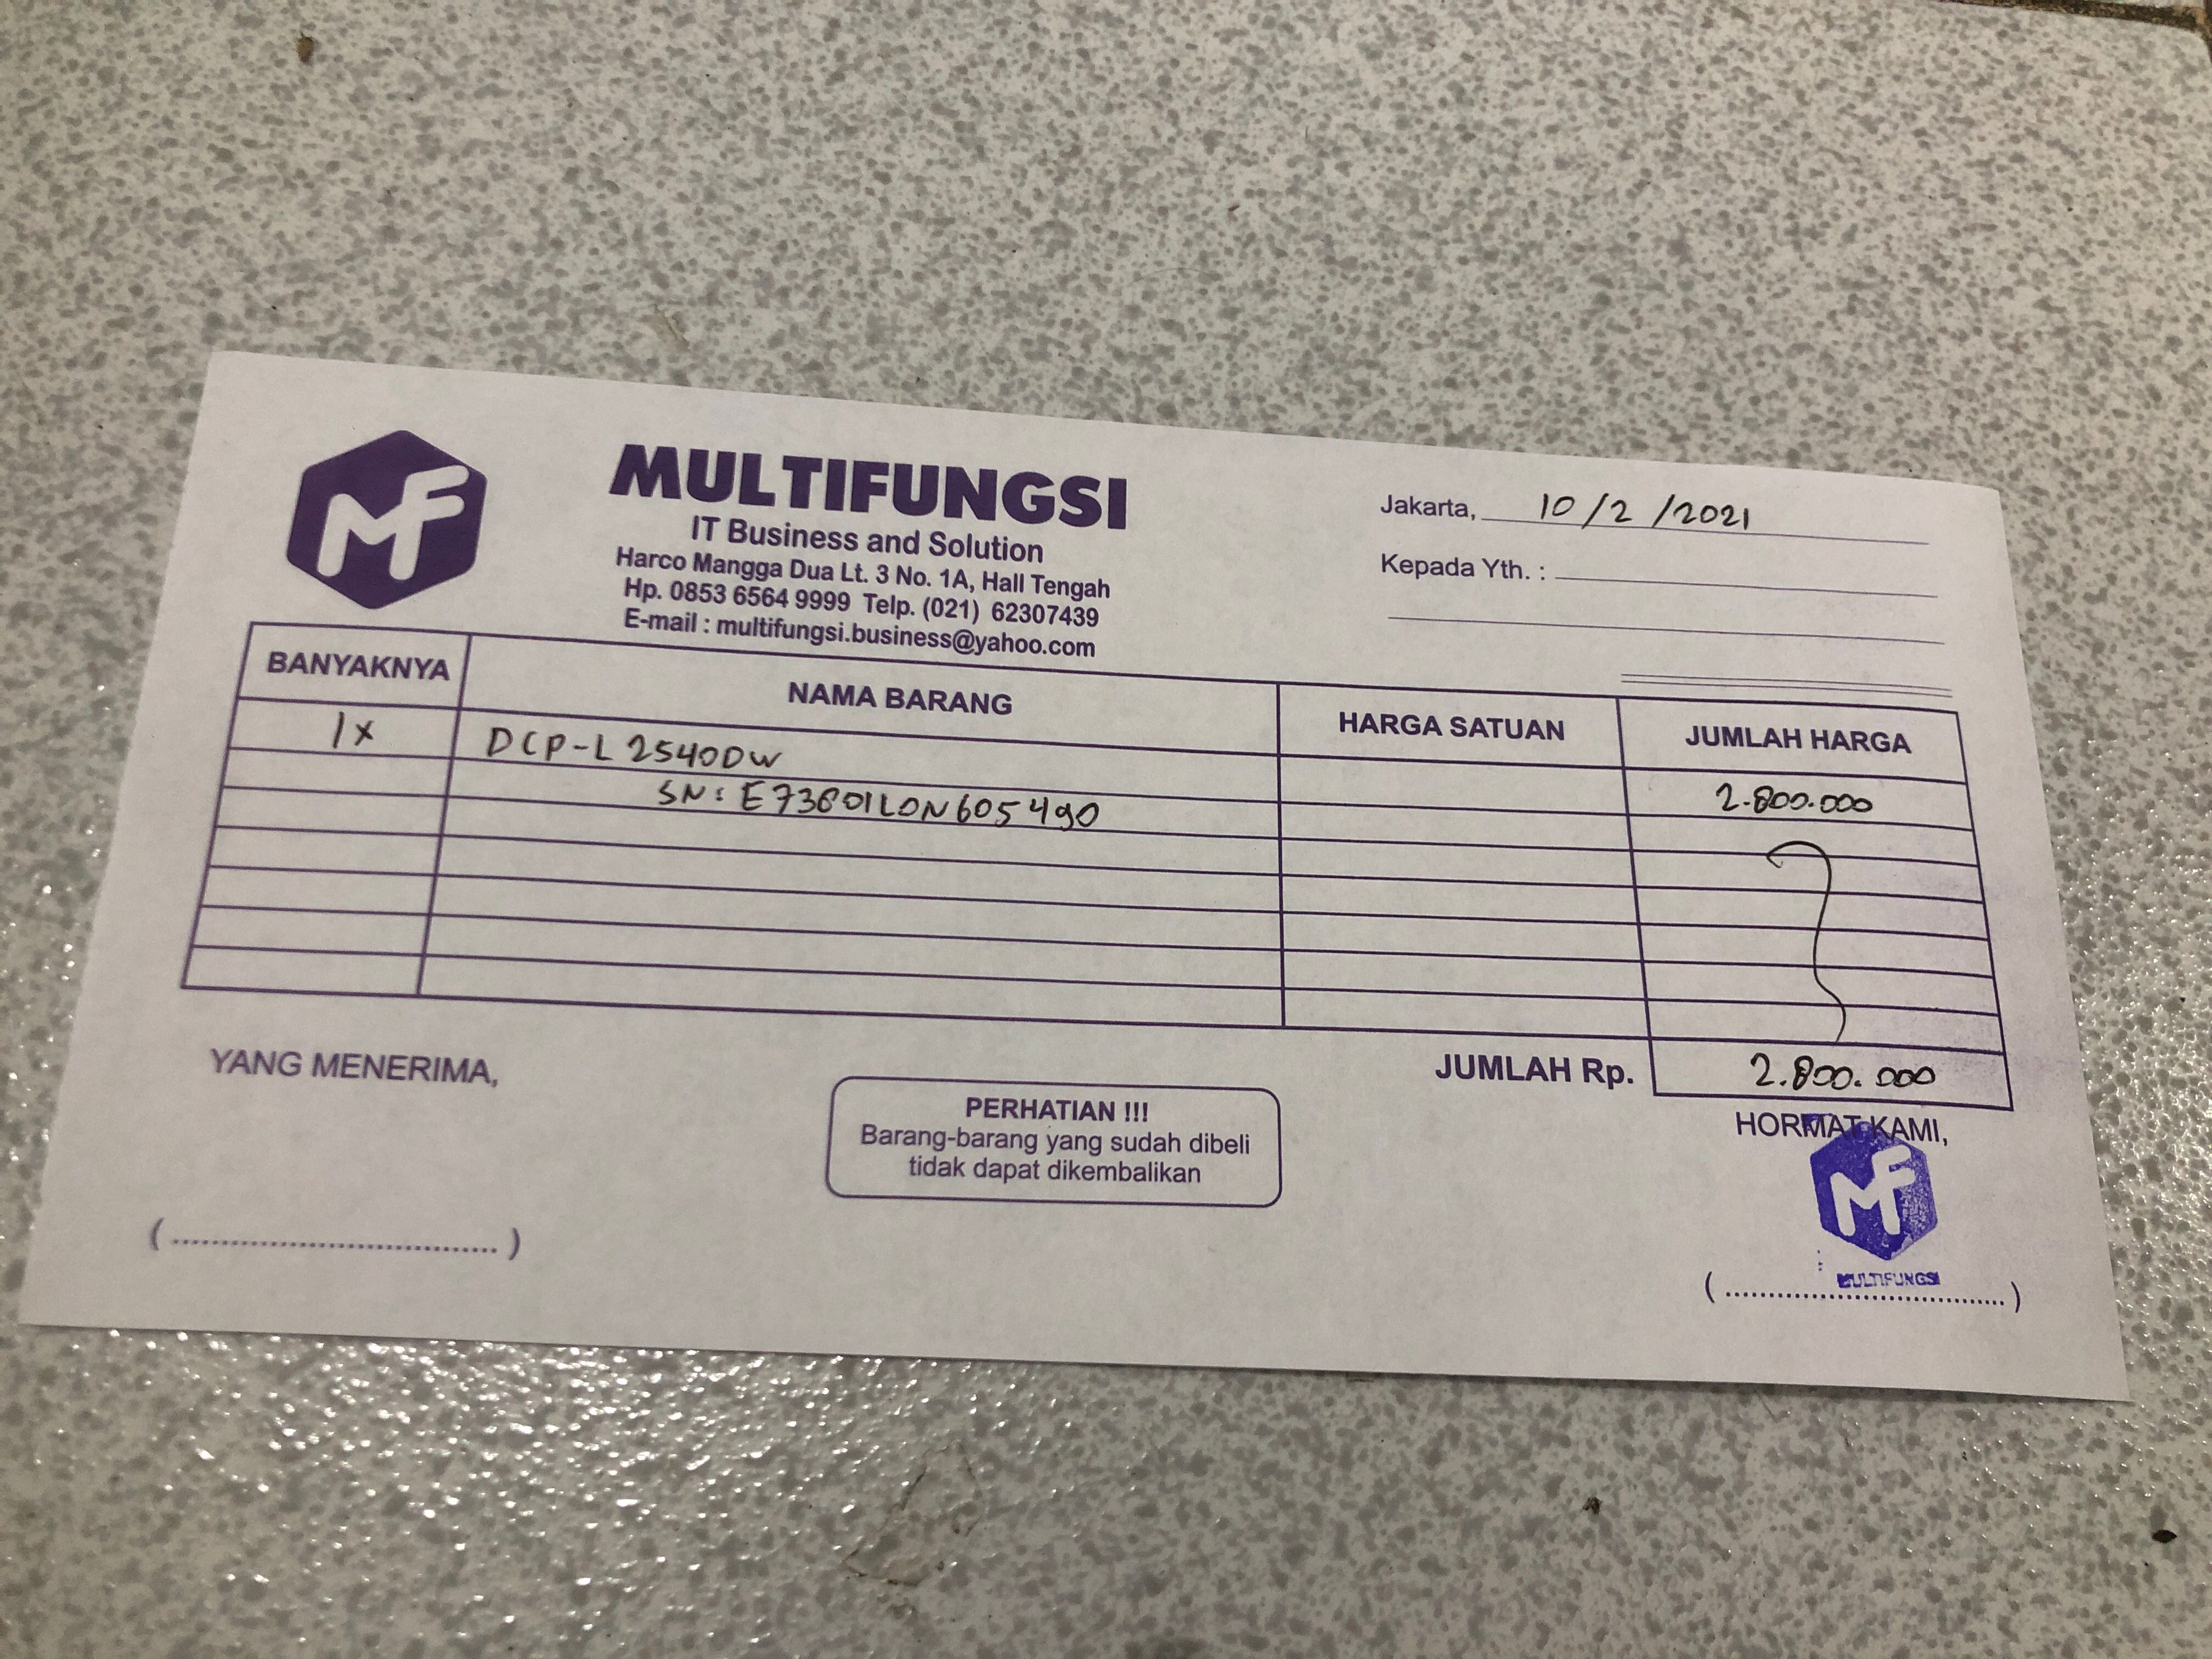 MF
MULTIFUNGSI
IT Business and Solution
Harco Mangga Dua Lt. 3 No. 1A, Hall Tengah
Hp. 0853 6564 9999 Telp. (021) 62307439
E-mail : multifungsi.business@yahoo.com
Jakarta, 10/2/2021
Kepada Yth. :
BANYAKNYA NAMA BARANG HARGA SATUAN JUMLAH HARGA
1x DCP-L2540DW 2.800.000
SN: E73801L0N605490
JUMLAH Rp. 2.800.000
YANG MENERIMA,
PERHATIAN !!!
Barang-barang yang sudah dibeli
tidak dapat dikembalikan
HORMAT KAMI,
MF
MULTIFUNGSI
(................................)
(................................)